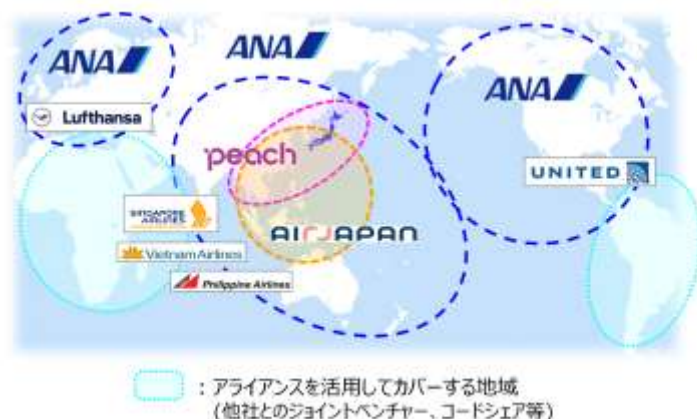 ANA
ANA
ANA
Lufthansa
peach
UNITED
SINGAPORE AIRLINES
AIRJAPAN
Vietnam Airlines
Philippine Airlines
：アライアンスを活用してカバーする地域
(他社とのジョイントベンチャー、コードシェア等)